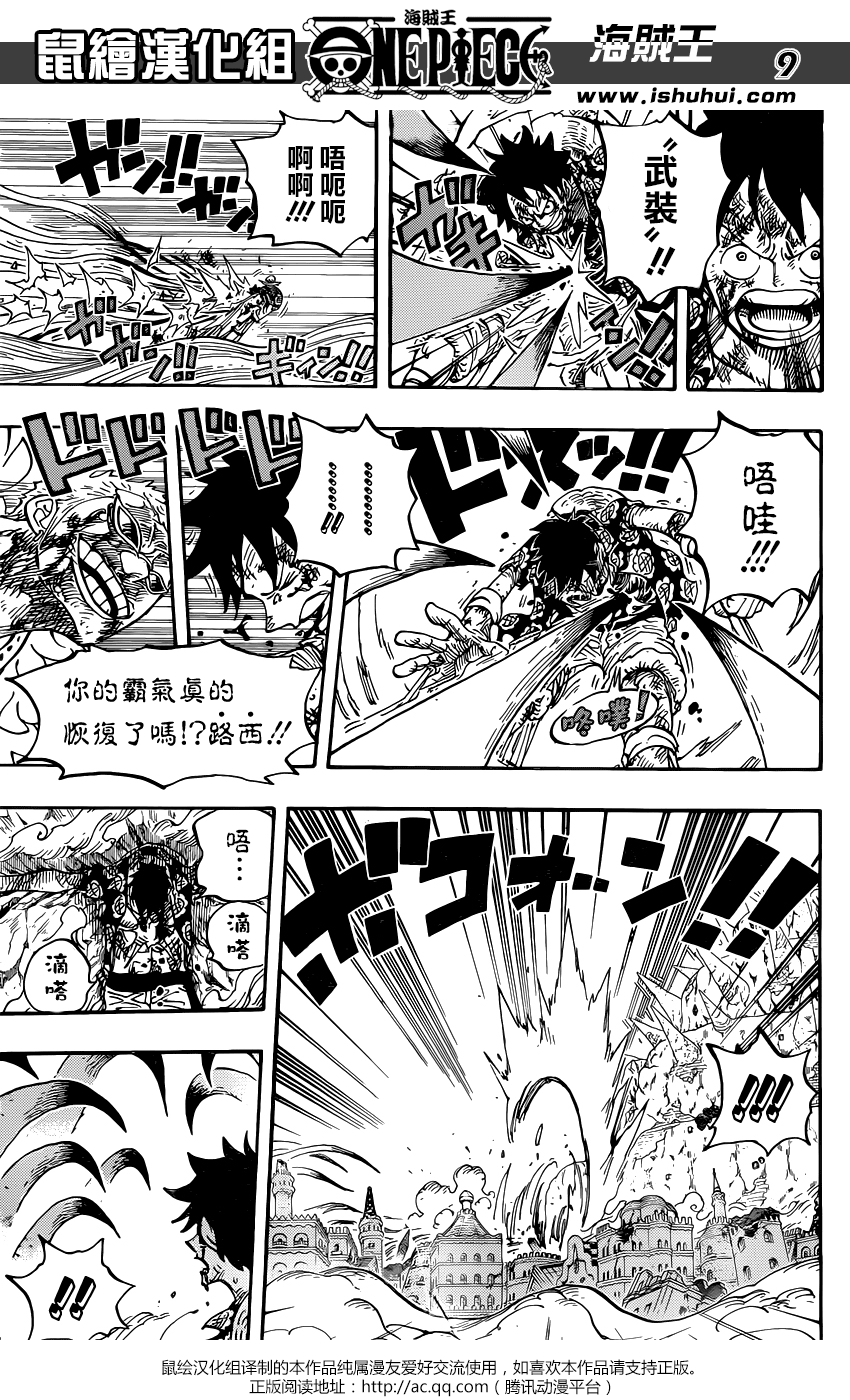 鼠繪漢化組
海賊王
ONE PIECE
海賊王
9
www.ishuhui.com
〝武裝〞!!
ガキ
ィン!!
唔呃呃
啊啊!!!
ガン!!
ガン!!
ガガン!!
ギィン!!
唔哇!!!
ドスッ!!
咯噗!
…………!!
ドドドド
你的霸氣真的
恢復了嗎!?路西!!
ボコォーン!!
!!!!
唔…
滴嗒
滴嗒
!!
鼠绘汉化组译制的本作品纯属漫友爱好交流使用，如喜欢本作品请支持正版。
正版阅读地址：http://ac.qq.com（腾讯动漫平台）